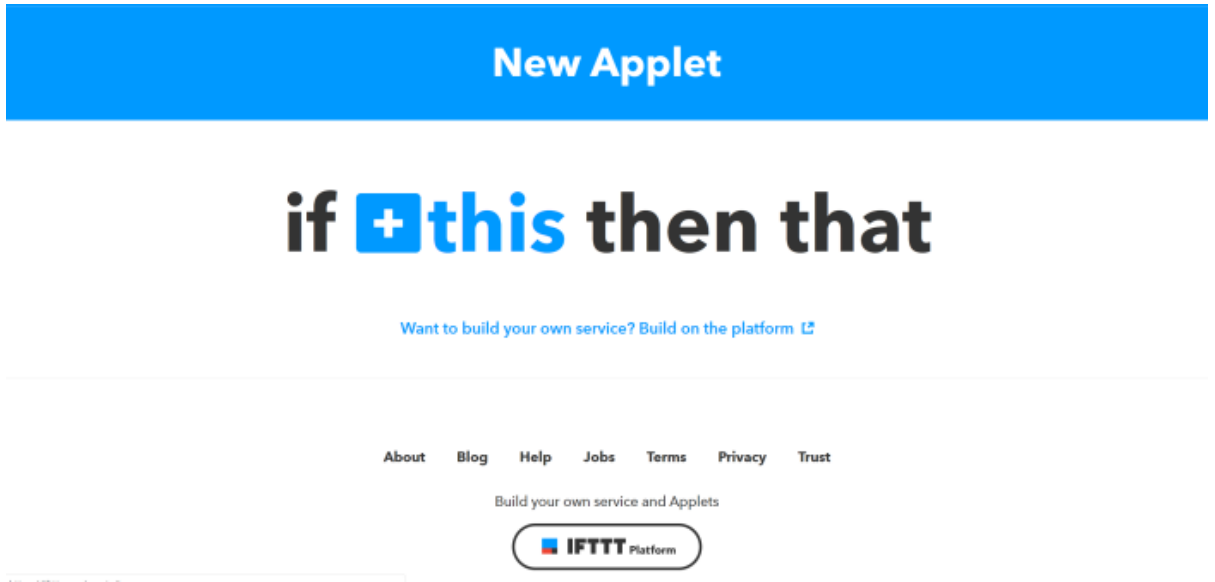 New Applet
if +this then that
Want to build your own service? Build on the platform
About Blog Help Jobs Terms Privacy Trust
Build your own service and Applets
IFTTT Platform